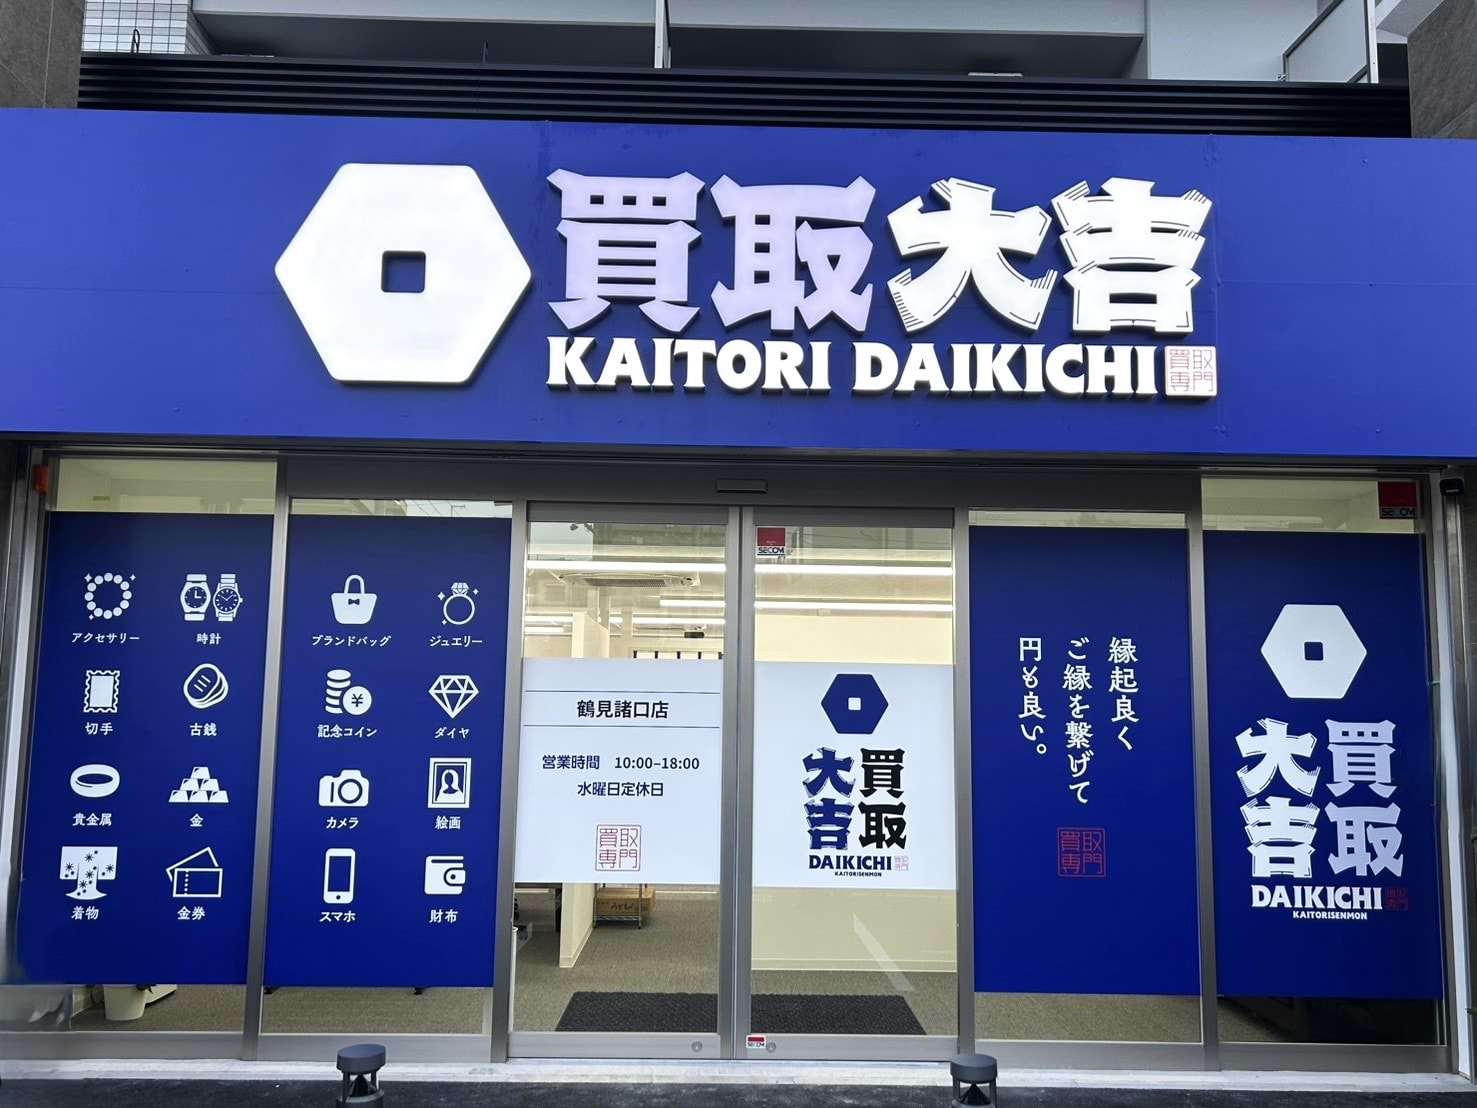 買取大吉
KAITORI DAIKICHI
買取専門
アクセサリー
時計
切手
古銭
貴金属
金
着物
金券
ブランドバッグ
ジュエリー
記念コイン
¥
ダイヤ
カメラ
絵画
スマホ
財布
鶴見諸口店
営業時間 10:00–18:00
水曜日定休日
買取専門
SECOM
買取
大吉
DAIKICHI
KAITORISENMON
SECOM
縁起良く
ご縁を繋げて
円も良い。
買取専門
SECOM
買取
大吉
DAIKICHI
KAITORISENMON